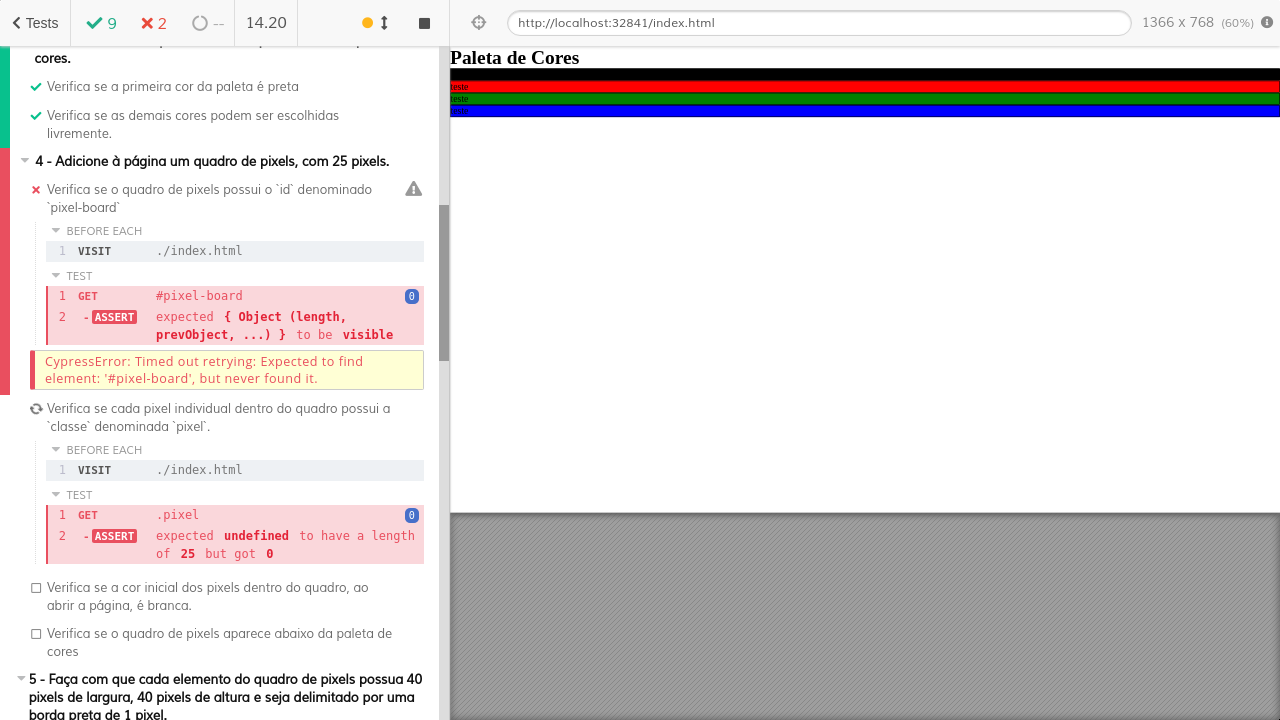 Tests 9 2 -- 14.20 http://localhost:32841/index.html 1366 x 768 (60%)
cores.
Verifica se a primeira cor da paleta é preta
Verifica se as demais cores podem ser escolhidas
livremente.
4 - Adicione à página um quadro de pixels, com 25 pixels.
Verifica se o quadro de pixels possui o `id` denominado
`pixel-board`
BEFORE EACH
1 VISIT ./index.html
TEST
1 GET #pixel-board 0
2 - ASSERT expected { Object (length,
prevObject, ...) } to be visible
CypressError: Timed out retrying: Expected to find
element: '#pixel-board', but never found it.
Verifica se cada pixel individual dentro do quadro possui a
`classe` denominada `pixel`.
BEFORE EACH
1 VISIT ./index.html
TEST
1 GET .pixel 0
2 - ASSERT expected undefined to have a length
of 25 but got 0
Verifica se a cor inicial dos pixels dentro do quadro, ao
abrir a página, é branca.
Verifica se o quadro de pixels aparece abaixo da paleta de
cores
5 - Faça com que cada elemento do quadro de pixels possua 40
pixels de largura, 40 pixels de altura e seja delimitado por uma
borda preta de 1 pixel.
Paleta de Cores
teste
teste
teste